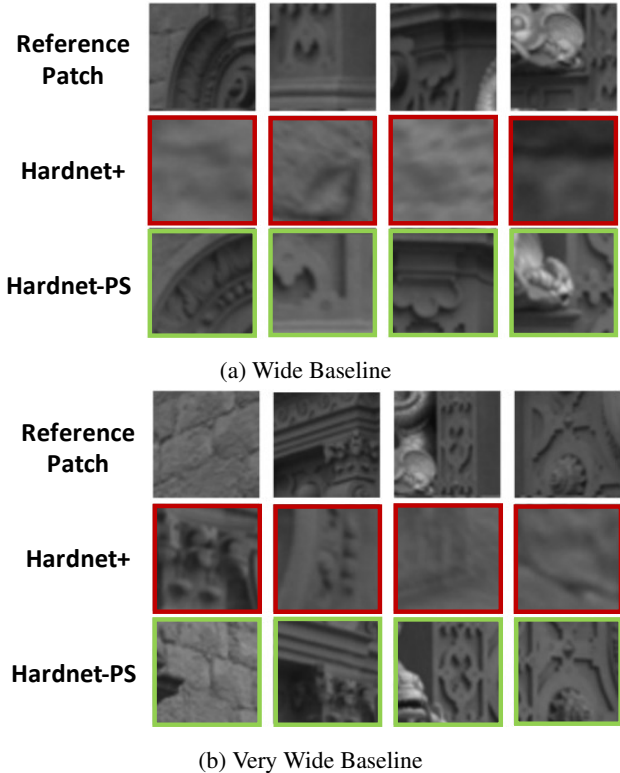 Reference
Patch
Hardnet+
Hardnet-PS
(a) Wide Baseline
Reference
Patch
Hardnet+
Hardnet-PS
(b) Very Wide Baseline